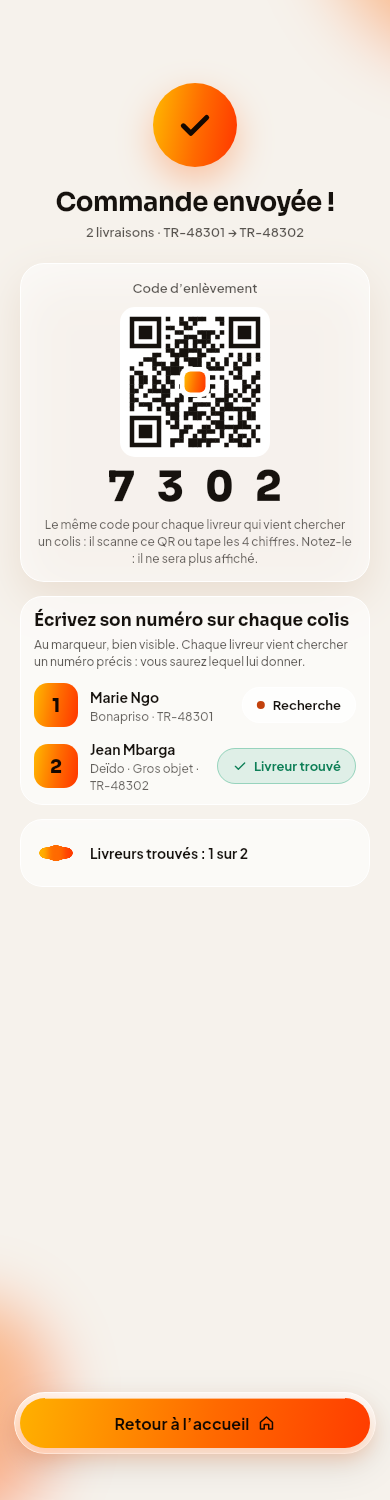 Commande envoyée !
2 livraisons · TR-48301 → TR-48302
Code d’enlèvement
7 3 0 2
Le même code pour chaque livreur qui vient chercher
un colis : il scanne ce QR ou tape les 4 chiffres. Notez-le
: il ne sera plus affiché.
Écrivez son numéro sur chaque colis
Au marqueur, bien visible. Chaque livreur vient chercher
un numéro précis : vous saurez lequel lui donner.
1
Marie Ngo
Bonapriso · TR-48301
Recherche
2
Jean Mbarga
Deïdo · Gros objet ·
TR-48302
Livreur trouvé
Livreurs trouvés : 1 sur 2
Retour à l’accueil